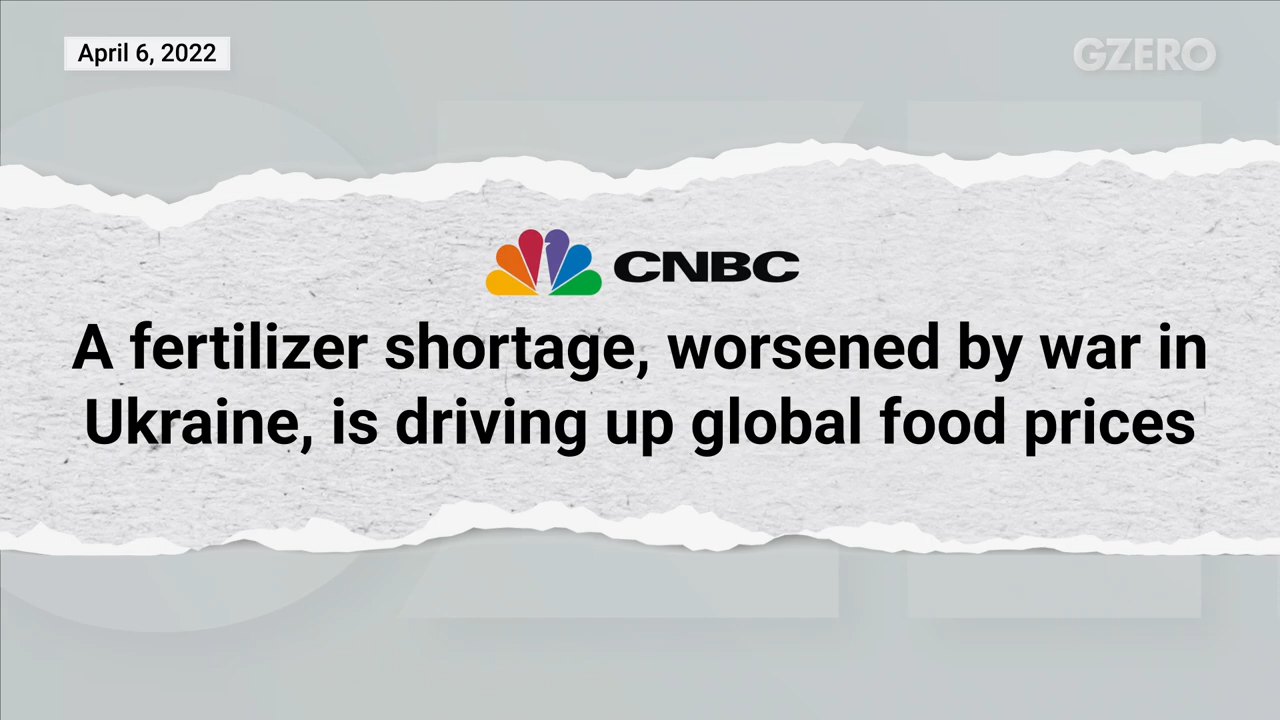 April 6, 2022
GZERO
CNBC
A fertilizer shortage, worsened by war in
Ukraine, is driving up global food prices